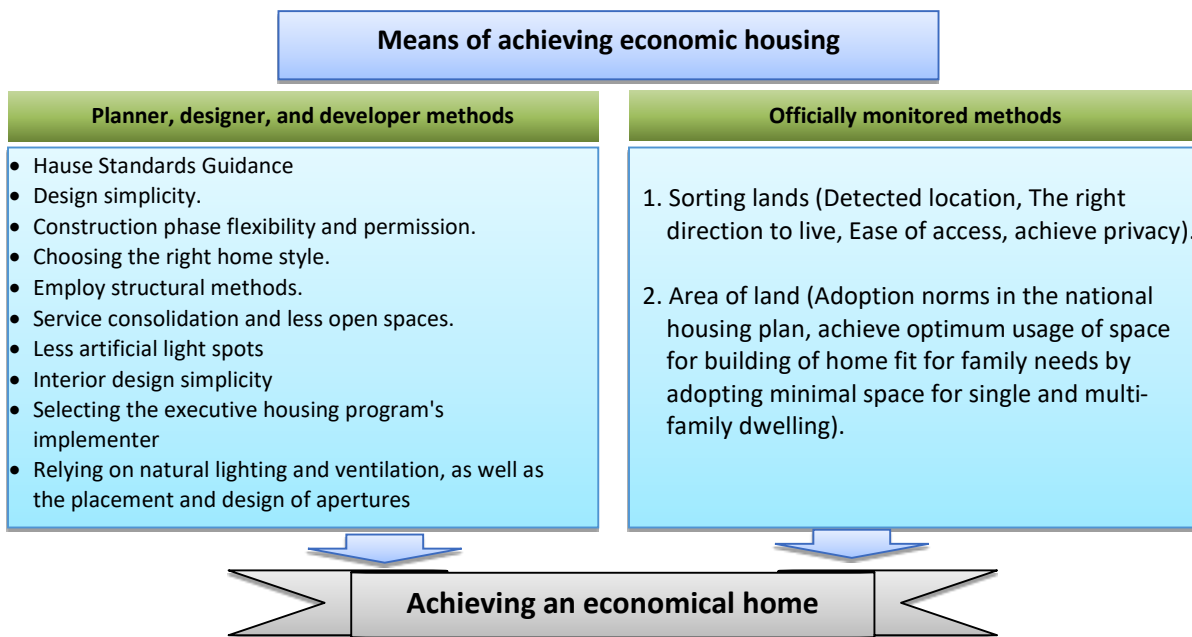 Means of achieving economic housing
Planner, designer, and developer methods
• Hause Standards Guidance
• Design simplicity.
• Construction phase flexibility and permission.
• Choosing the right home style.
• Employ structural methods.
• Service consolidation and less open spaces.
• Less artificial light spots
• Interior design simplicity
• Selecting the executive housing program's
implementer
• Relying on natural lighting and ventilation, as well as
the placement and design of apertures
Officially monitored methods
1. Sorting lands (Detected location, The right
direction to live, Ease of access, achieve privacy).
2. Area of land (Adoption norms in the national
housing plan, achieve optimum usage of space
for building of home fit for family needs by
adopting minimal space for single and multi-
family dwelling).
Achieving an economical home